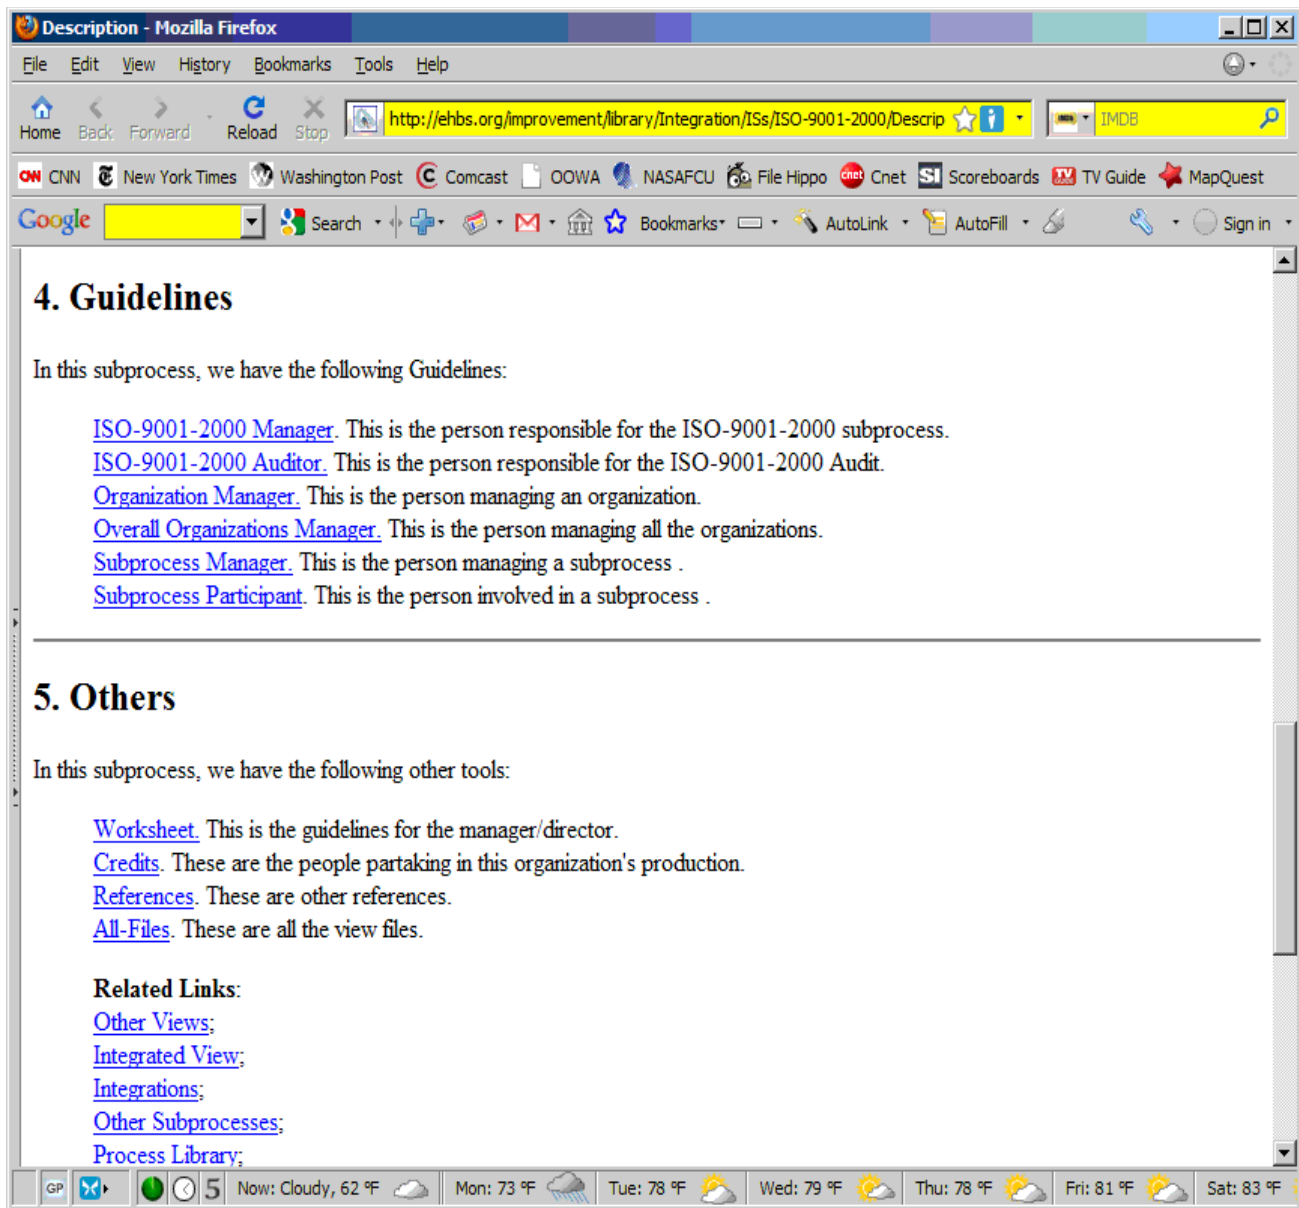 Description - Mozilla Firefox
File Edit View History Bookmarks Tools Help
Home Back Forward Reload Stop http://ehbs.org/improvement/library/Integration/ISs/ISO-9001-2000/Descrip IMDB
CNN New York Times Washington Post Comcast OOWA NASAFCU File Hippo cnet Cnet SI Scoreboards TV Guide MapQuest
Google Search Bookmarks AutoLink AutoFill Sign in
4. Guidelines
In this subprocess, we have the following Guidelines:
ISO-9001-2000 Manager. This is the person responsible for the ISO-9001-2000 subprocess.
ISO-9001-2000 Auditor. This is the person responsible for the ISO-9001-2000 Audit.
Organization Manager. This is the person managing an organization.
Overall Organizations Manager. This is the person managing all the organizations.
Subprocess Manager. This is the person managing a subprocess .
Subprocess Participant. This is the person involved in a subprocess .
5. Others
In this subprocess, we have the following other tools:
Worksheet. This is the guidelines for the manager/director.
Credits. These are the people partaking in this organization's production.
References. These are other references.
All-Files. These are all the view files.
Related Links:
Other Views;
Integrated View;
Integrations;
Other Subprocesses;
Process Library;
GP 5 Now: Cloudy, 62 °F Mon: 73 °F Tue: 78 °F Wed: 79 °F Thu: 78 °F Fri: 81 °F Sat: 83 °F